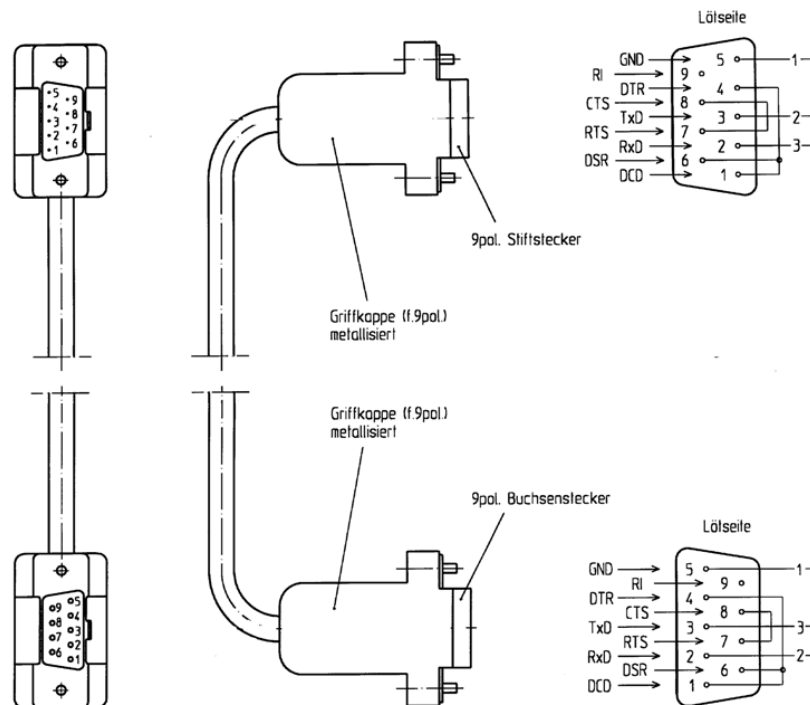 Lötseite
GND 5 1
RI 9
DTR 4
CTS 8
TxD 3 2
RTS 7
RxD 2 3
DSR 6
DCD 1
5
9
4
8
3
7
2
6
1
9pol. Stiftstecker
Griffkappe (f.9pol.)
metallisiert
Griffkappe (f.9pol.)
metallisiert
9pol. Buchsenstecker
Lötseite
GND 5 1
RI 9
DTR 4
CTS 8
TxD 3 3
RTS 7
RxD 2 2
DSR 6
DCD 1
5
9
4
8
3
7
2
6
1